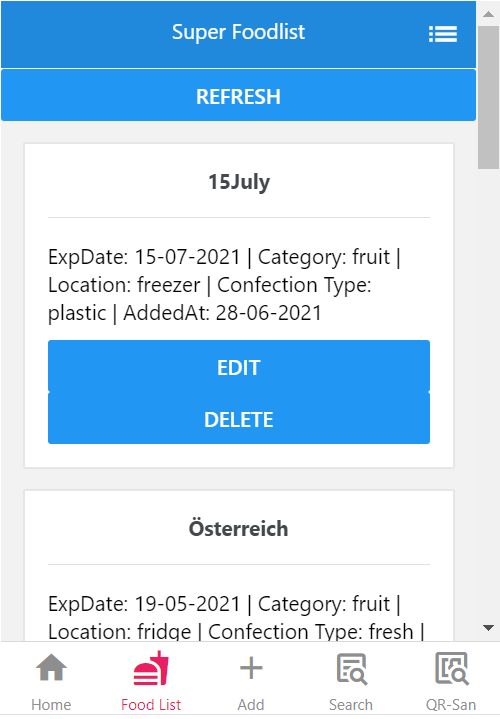 Super Foodlist
REFRESH
15July
ExpDate: 15-07-2021 | Category: fruit |
Location: freezer | Confection Type:
plastic | AddedAt: 28-06-2021
EDIT
DELETE
Österreich
ExpDate: 19-05-2021 | Category: fruit |
Location: fridge | Confection Type: fresh |
Home
Food List
Add
Search
QR-San